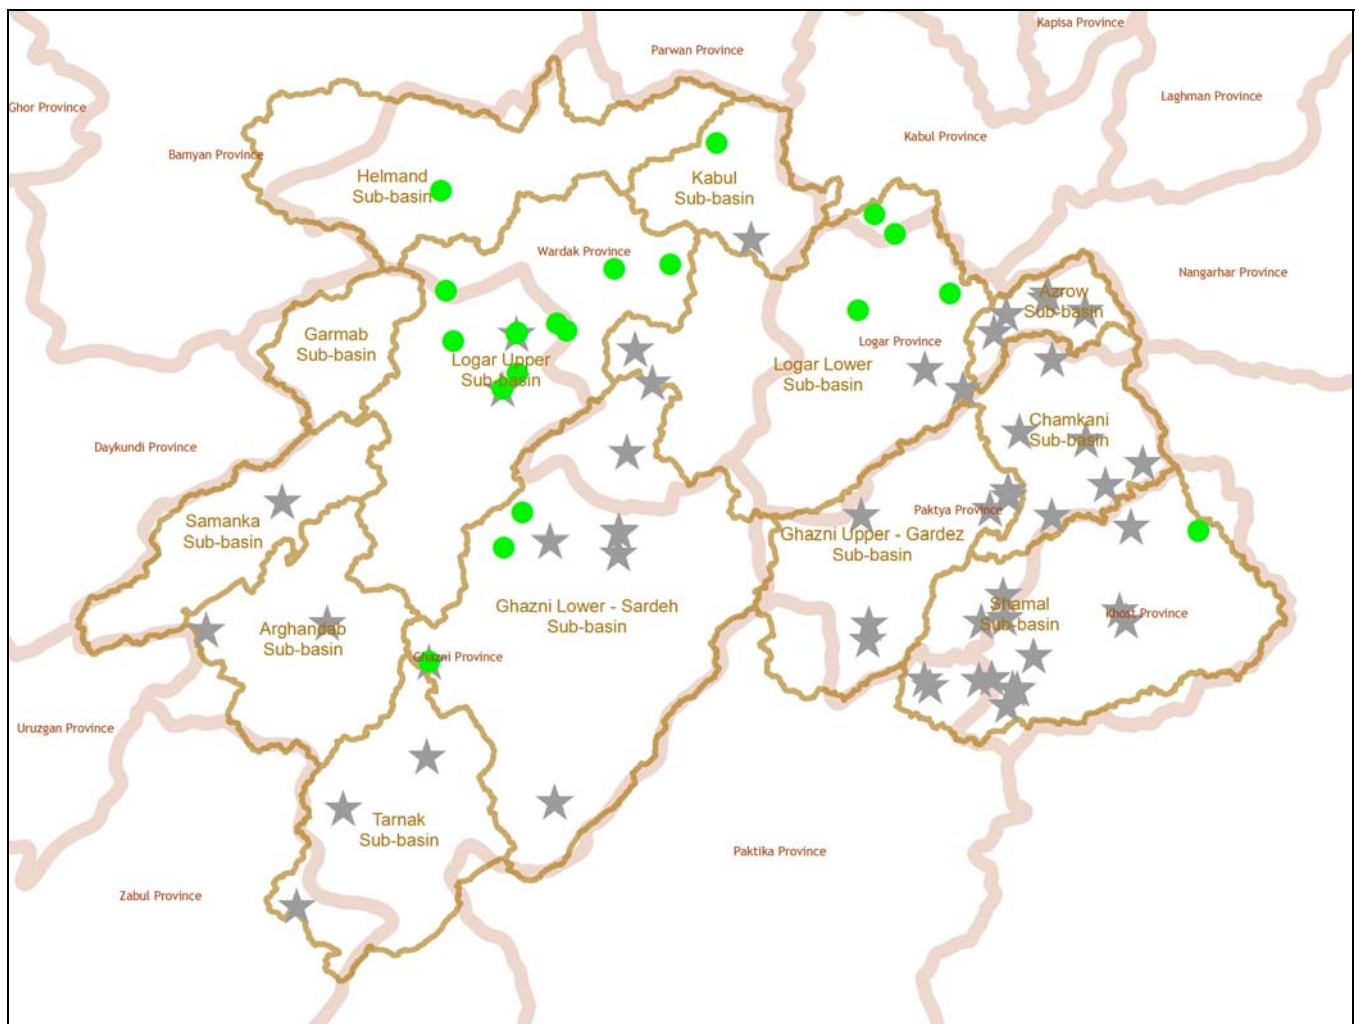 Kapisa Province
Parwan Province
Laghman Province
Ghor Province
Kabul Province
Bamyan Province
Helmand
Sub-basin
Kabul
Sub-basin
Wardak Province
Nangarhar Province
Azrow
Sub-basin
Garmab
Sub-basin
Logar Province
Logar Upper
Sub-basin
Logar Lower
Sub-basin
Chamkani
Sub-basin
Daykundi Province
Samanka
Sub-basin
Paktya Province
Ghazni Upper - Gardez
Sub-basin
Ghazni Lower - Sardeh
Sub-basin
Shamal
Sub-basin
Khost Province
Arghandab
Sub-basin
Ghazni Province
Uruzgan Province
Tarnak
Sub-basin
Paktika Province
Zabul Province